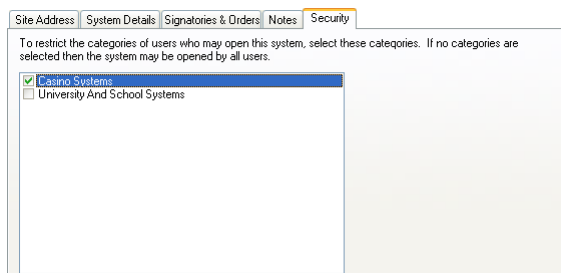 Site Address System Details Signatories & Orders Notes Security
To restrict the categories of users who may open this system, select these categories. If no categories are
selected then the system may be opened by all users.
Casino Systems
University And School Systems